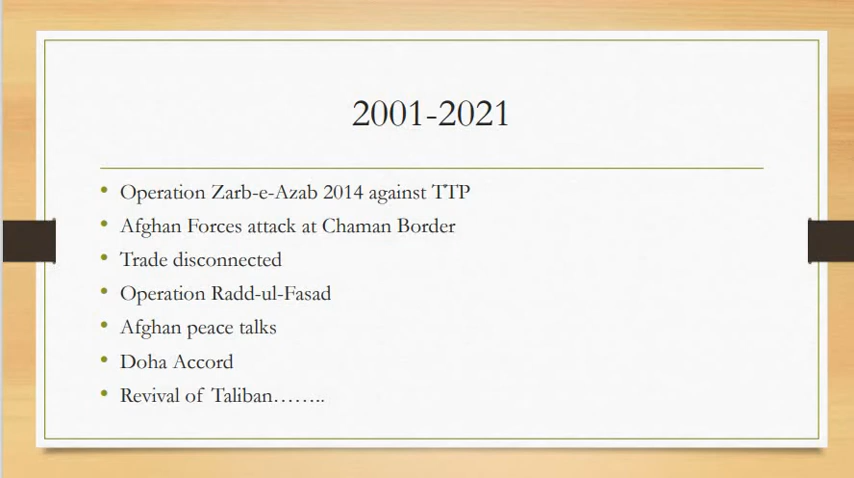 2001-2021
• Operation Zarb-e-Azab 2014 against TTP
• Afghan Forces attack at Chaman Border
• Trade disconnected
• Operation Radd-ul-Fasad
• Afghan peace talks
• Doha Accord
• Revival of Taliban……..